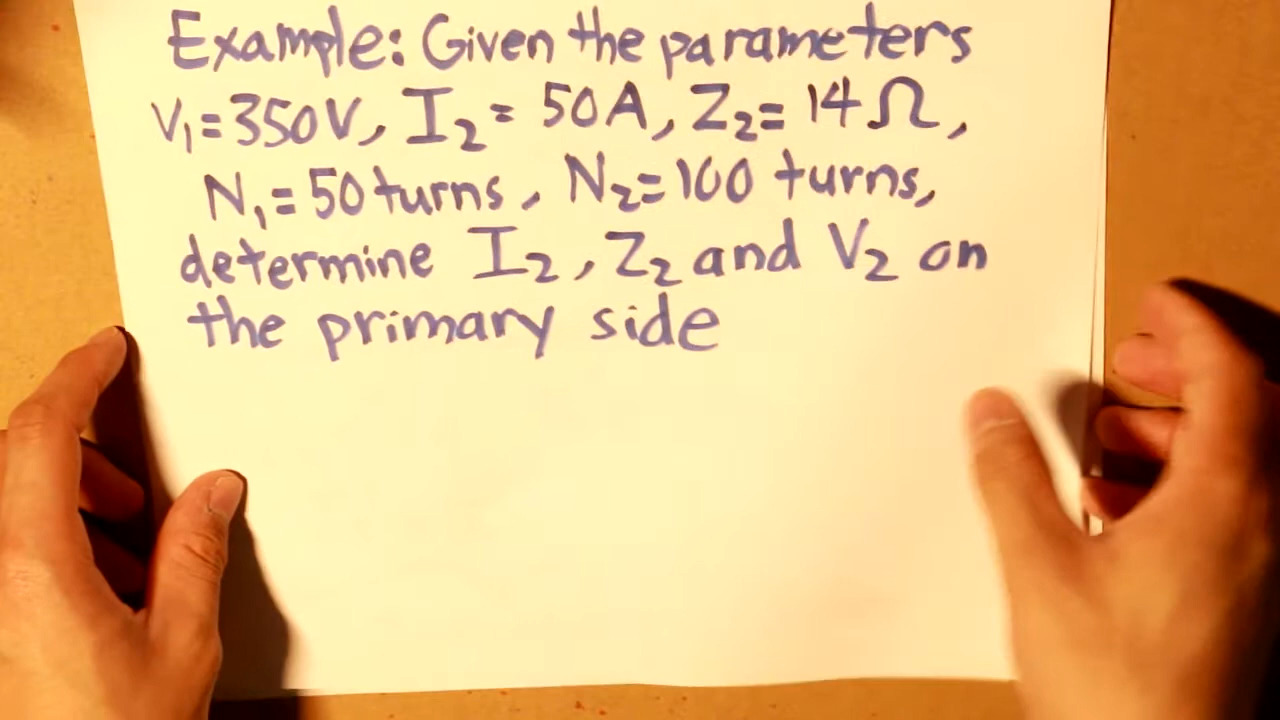 Example: Given the parameters
V₁=350V, I₂= 50A, Z₂= 14Ω,
N₁= 50 turns, N₂= 100 turns,
determine I₂, Z₂ and V₂ on
the primary side